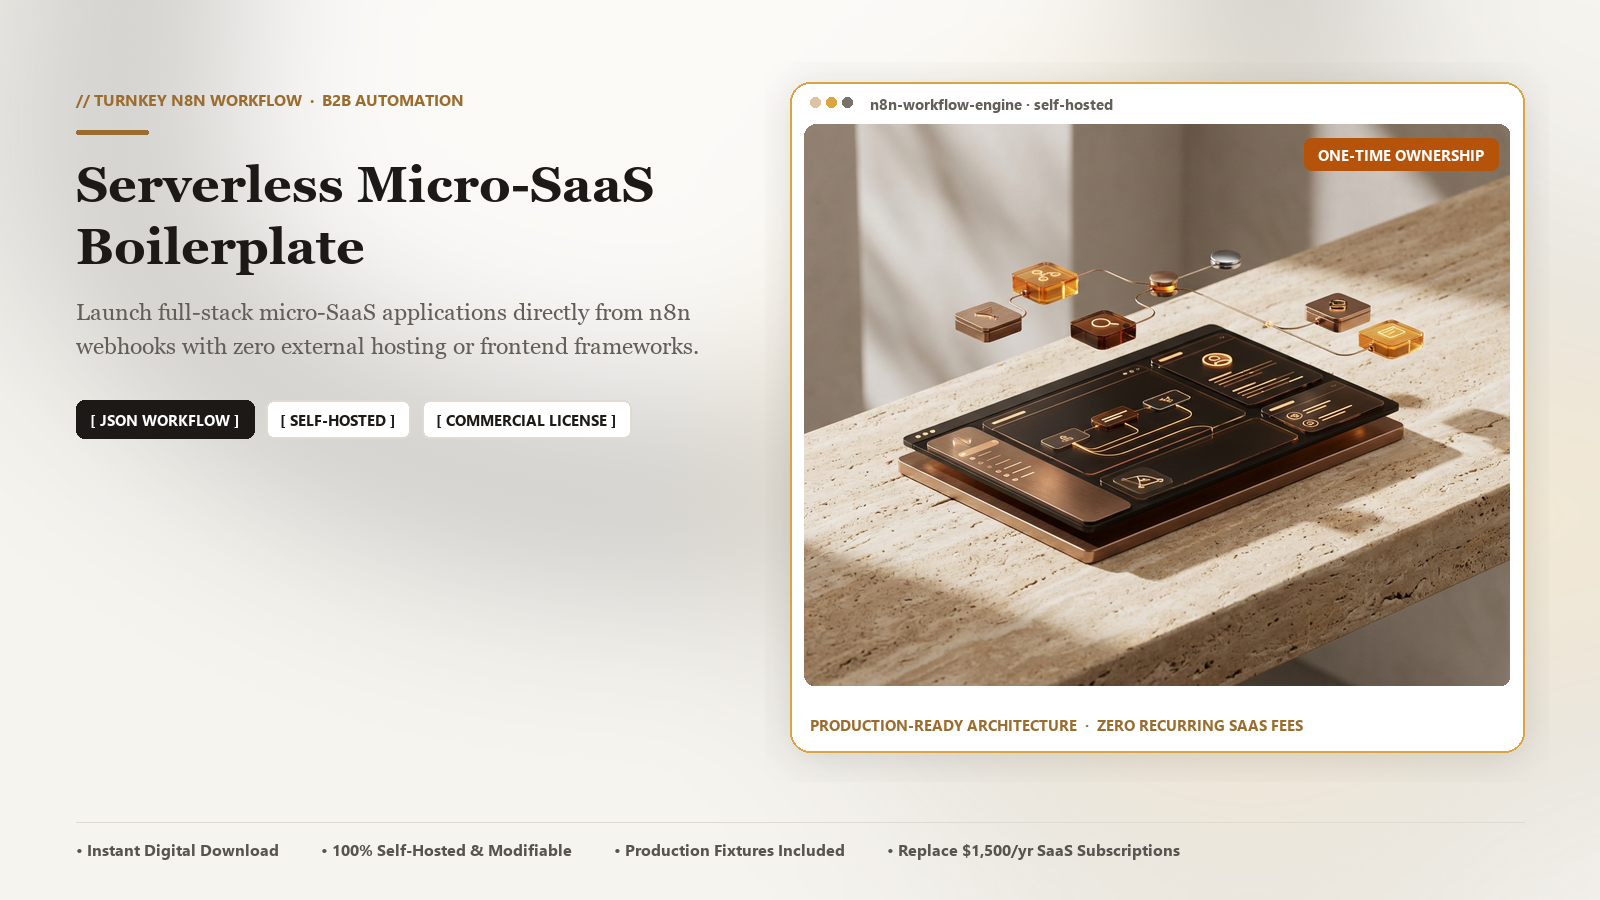 // TURNKEY N8N WORKFLOW · B2B AUTOMATION
Serverless Micro-SaaS
Boilerplate
Launch full-stack micro-SaaS applications directly from n8n
webhooks with zero external hosting or frontend frameworks.
[ JSON WORKFLOW ] [ SELF-HOSTED ] [ COMMERCIAL LICENSE ]
n8n-workflow-engine · self-hosted
ONE-TIME OWNERSHIP
PRODUCTION-READY ARCHITECTURE · ZERO RECURRING SAAS FEES
• Instant Digital Download • 100% Self-Hosted & Modifiable • Production Fixtures Included • Replace $1,500/yr SaaS Subscriptions